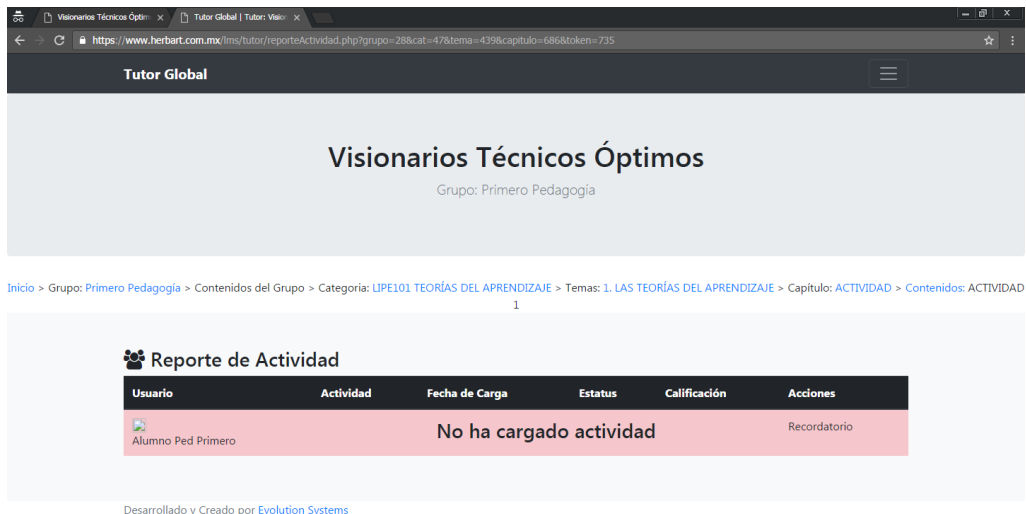 Visionarios Técnicos Óptim
Tutor Global | Tutor: Vision
https://www.herbart.com.mx/lms/tutor/reporteActividad.php?grupo=28&cat=47&tema=439&capitulo=686&token=735
Tutor Global
Visionarios Técnicos Óptimos
Grupo: Primero Pedagogía
Inicio > Grupo: Primero Pedagogía > Contenidos del Grupo > Categoria: LIPE101 TEORÍAS DEL APRENDIZAJE > Temas: 1. LAS TEORÍAS DEL APRENDIZAJE > Capitulo: ACTIVIDAD > Contenidos: ACTIVIDAD
1
Reporte de Actividad
Usuario Actividad Fecha de Carga Estatus Calificación Acciones
No ha cargado actividad Recordatorio
Alumno Ped Primero
Desarrollado y Creado por Evolution Systems